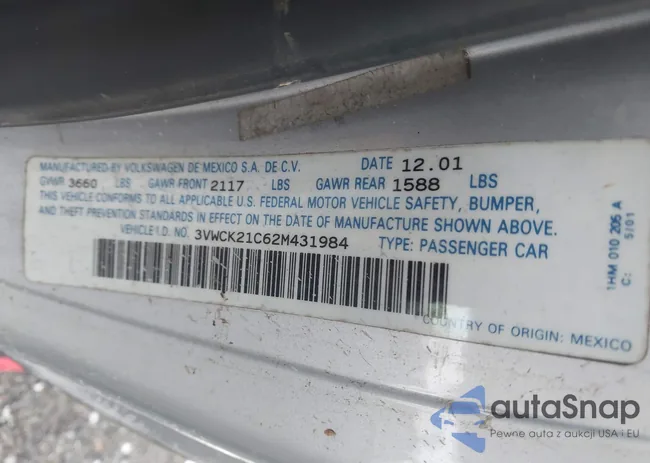 MANUFACTURED BY VOLKSWAGEN DE MEXICO S.A. DE C.V. DATE 12.01
GVWR 3660 LBS GAWR FRONT 2117 LBS GAWR REAR 1588 LBS
THIS VEHICLE CONFORMS TO ALL APPLICABLE U.S. FEDERAL MOTOR VEHICLE SAFETY, BUMPER,
AND THEFT PREVENTION STANDARDS IN EFFECT ON THE DATE OF MANUFACTURE SHOWN ABOVE.
VEHICLE I.D. NO. 3VWCK21C62M431984 TYPE: PASSENGER CAR
COUNTRY OF ORIGIN: MEXICO
1HM 010 205 A
C: 5/01
autaSnap
Pewne auta z aukcji USA i EU